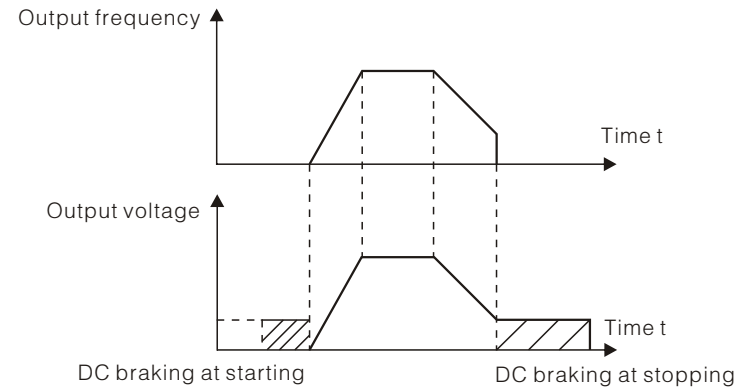 Output frequency
Time t
Output voltage
Time t
DC braking at starting
DC braking at stopping